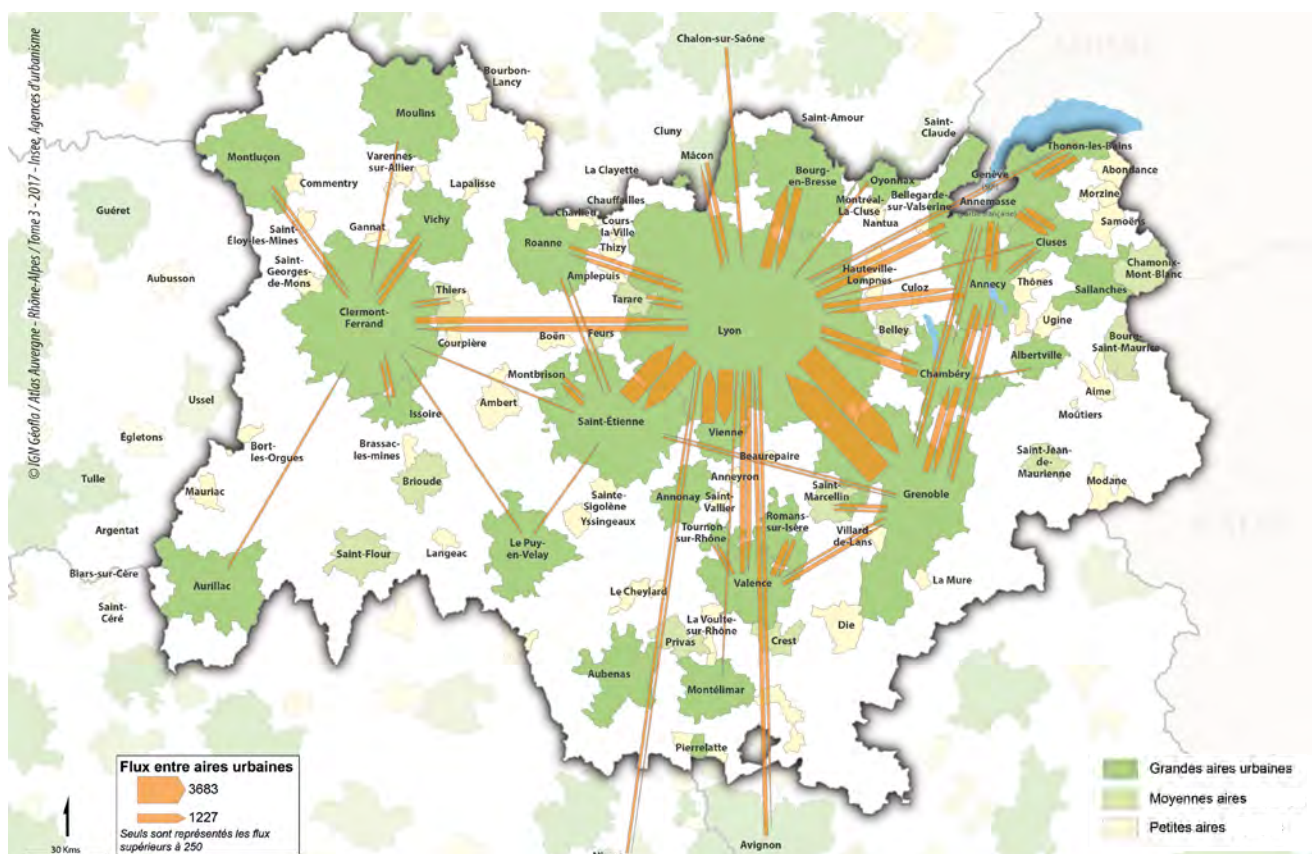 © IGN Géofla / Atlas Auvergne - Rhône-Alpes / Tome 3 - 2017 - Insee, Agences d'urbanisme
Chalon-sur-Saône
Bourbon-
Lancy
Moulins
Saint-Amour
Saint-
Claude
Cluny
Mâcon
Thonon-les-Bains
Montluçon
Varennes-
sur-Allier
La Clayette
Bourg-
en-Bresse
Oyonnax
Genève
Abondance
Commentry
Lapalisse
Chauffailles
Montréal-
La-Cluse
Nantua
Bellegarde-
sur-Valserine
Annemasse
Morzine
Guéret
Vichy
Charlieu
Cours-
la-Ville
Samoëns
Saint-
Éloy-les-Mines
Gannat
Roanne
Thizy
Cluses
Aubusson
Saint-
Georges-
de-Mons
Amplepuis
Hauteville-
Lompnes
Chamonix-
Mont-Blanc
Thiers
Tarare
Culoz
Annecy
Thônes
Sallanches
Clermont-
Ferrand
Lyon
Courpière
Boën
Feurs
Belley
Ugine
Bourg-
Saint-Maurice
Albertville
Montbrison
Chambéry
Ussel
Ambert
Aime
Issoire
Saint-Étienne
Moûtiers
Égletons
Vienne
Bort-
les-Orgues
Brassac-
les-mines
Beaurepaire
Saint-Jean-
de-
Maurienne
Tulle
Mauriac
Brioude
Anneyron
Saint-
Marcellin
Modane
Sainte-
Sigolène
Annonay
Saint-
Vallier
Grenoble
Yssingeaux
Romans-
sur-Isère
Argentat
Tournon-
sur-Rhône
Villard-
de-Lans
Le Puy-
en-Velay
Saint-Flour
Langeac
Biars-sur-Cère
Aurillac
Valence
La Mure
Le Cheylard
Saint-
Céré
La Voulte-
sur-Rhône
Die
Privas
Crest
Aubenas
Montélimar
Pierrelatte
Avignon
Flux entre aires urbaines
3683
1227
Seuls sont représentés les flux
supérieurs à 250
30 Kms
Grandes aires urbaines
Moyennes aires
Petites aires